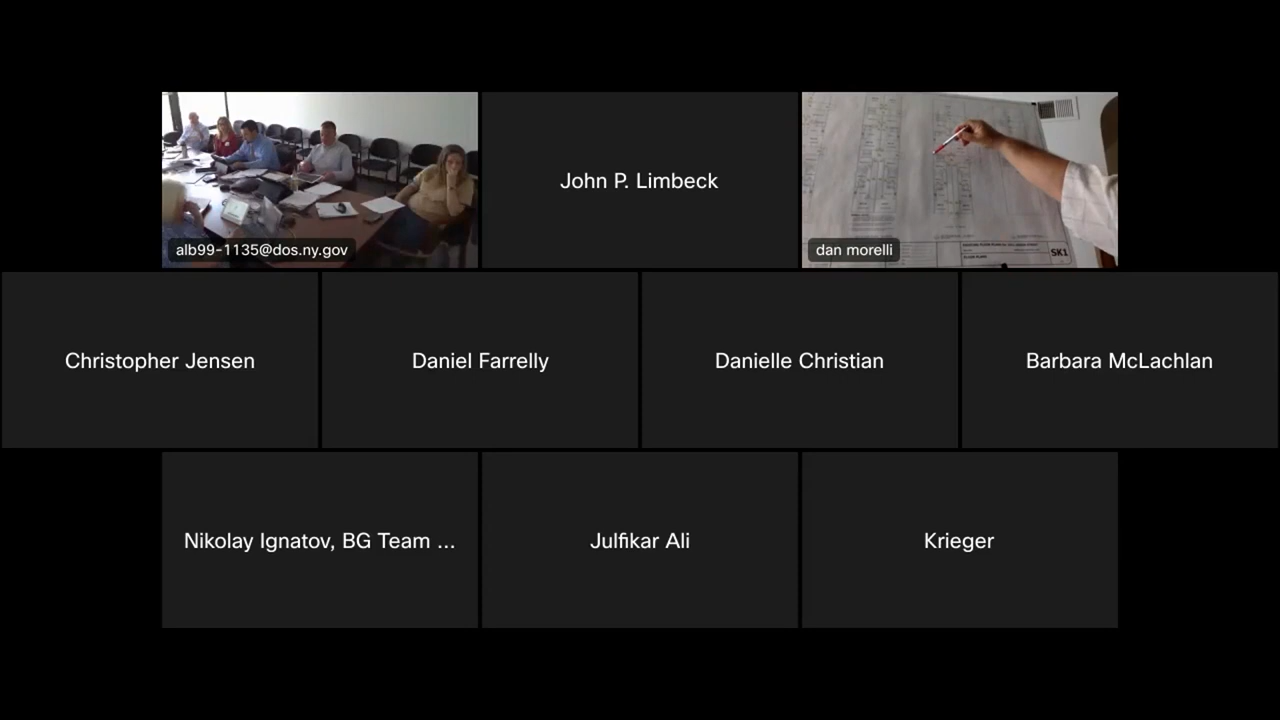 John P. Limbeck
alb99-1135@dos.ny.gov
dan morelli
SK1
Christopher Jensen
Daniel Farrelly
Danielle Christian
Barbara McLachlan
Nikolay Ignatov, BG Team ...
Julfikar Ali
Krieger